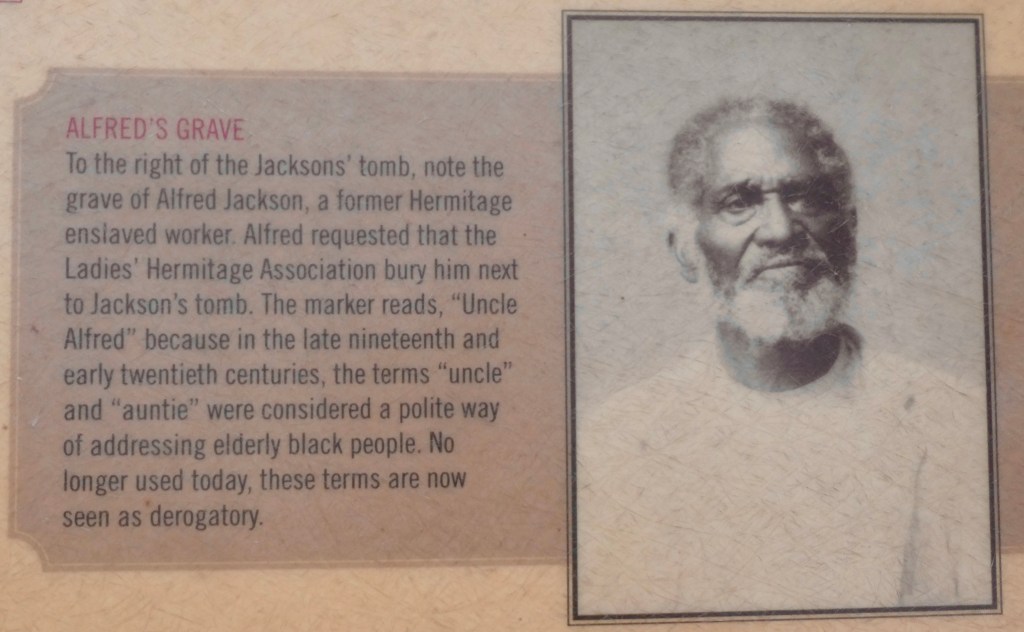 ALFRED'S GRAVE
To the right of the Jacksons' tomb, note the
grave of Alfred Jackson, a former Hermitage
enslaved worker. Alfred requested that the
Ladies' Hermitage Association bury him next
to Jackson's tomb. The marker reads, “Uncle
Alfred” because in the late nineteenth and
early twentieth centuries, the terms “uncle”
and “auntie” were considered a polite way
of addressing elderly black people. No
longer used today, these terms are now
seen as derogatory.